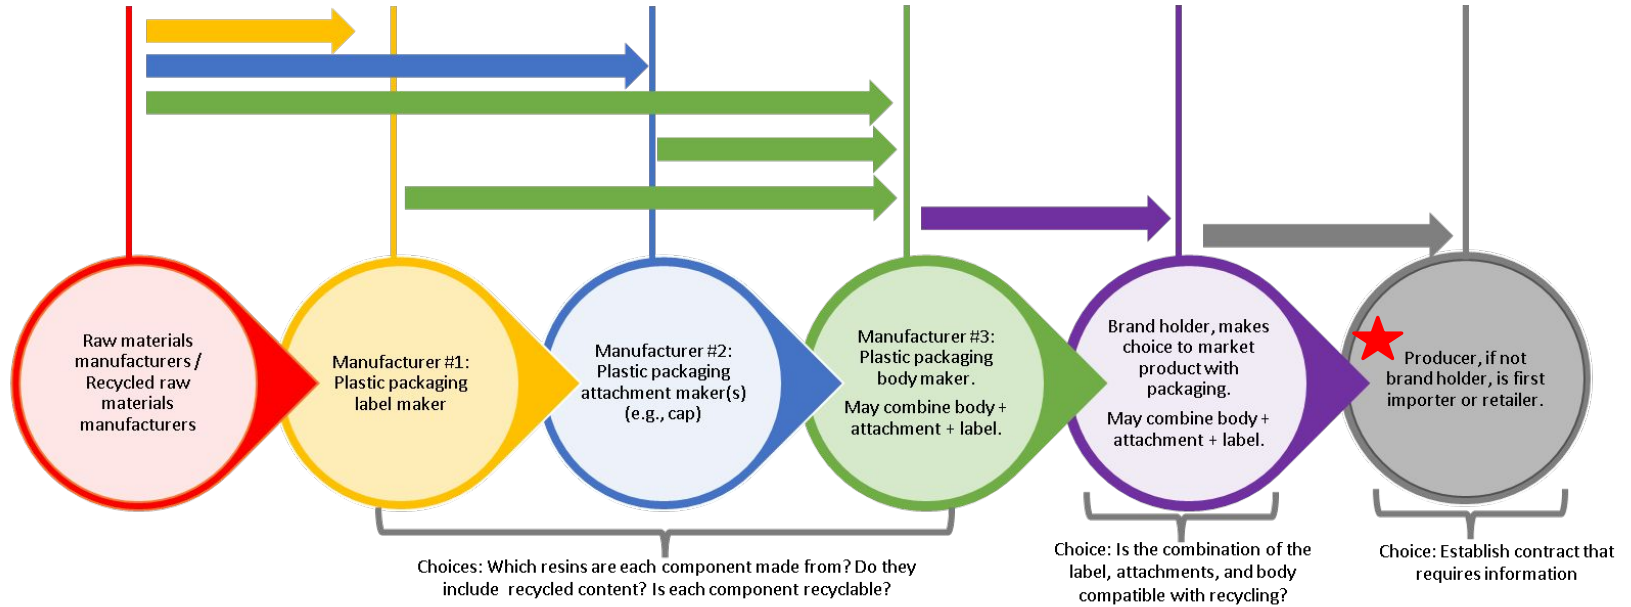 Raw materials
manufacturers /
Recycled raw
materials
manufacturers
Manufacturer #1:
Plastic packaging
label maker
Manufacturer #2:
Plastic packaging
attachment maker(s)
(e.g., cap)
Manufacturer #3:
Plastic packaging
body maker.
May combine body +
attachment + label.
Brand holder, makes
choice to market
product with
packaging.
May combine body +
attachment + label.
Producer, if not
brand holder, is first
importer or retailer.
Choices: Which resins are each component made from? Do they
include recycled content? Is each component recyclable?
Choice: Is the combination of the
label, attachments, and body
compatible with recycling?
Choice: Establish contract that
requires information